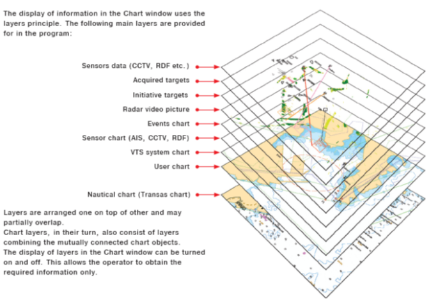 The display of information in the Chart window uses the
layers principle. The following main layers are provided
for in the program:
Sensors data (CCTV, RDF etc.)
Acquired targets
Initiative targets
Radar video picture
Events chart
Sensor chart (AIS, CCTV, RDF)
VTS system chart
User chart
Nautical chart (Transas chart)
Layers are arranged one on top of other and may
partially overlap.
Chart layers, in their turn, also consist of layers
combining the mutually connected chart objects.
The display of layers in the Chart window can be turned
on and off. This allows the operator to obtain the
required information only.